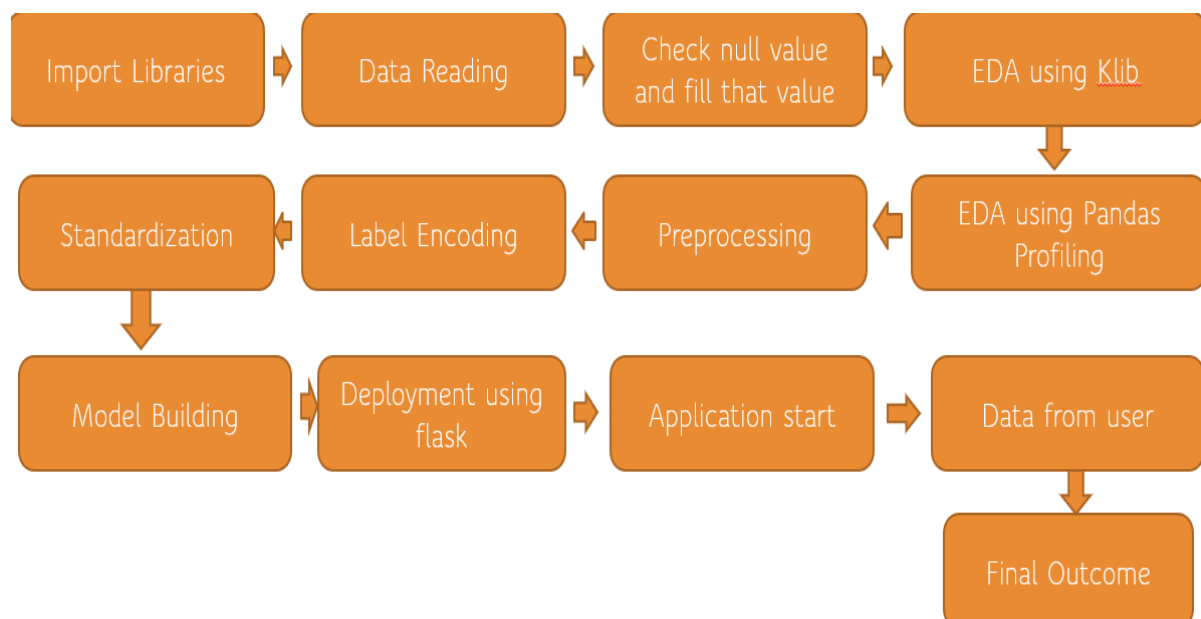 Import Libraries
Data Reading
Check null value
and fill that value
EDA using Klib
EDA using Pandas
Profiling
Preprocessing
Label Encoding
Standardization
Model Building
Deployment using
flask
Application start
Data from user
Final Outcome